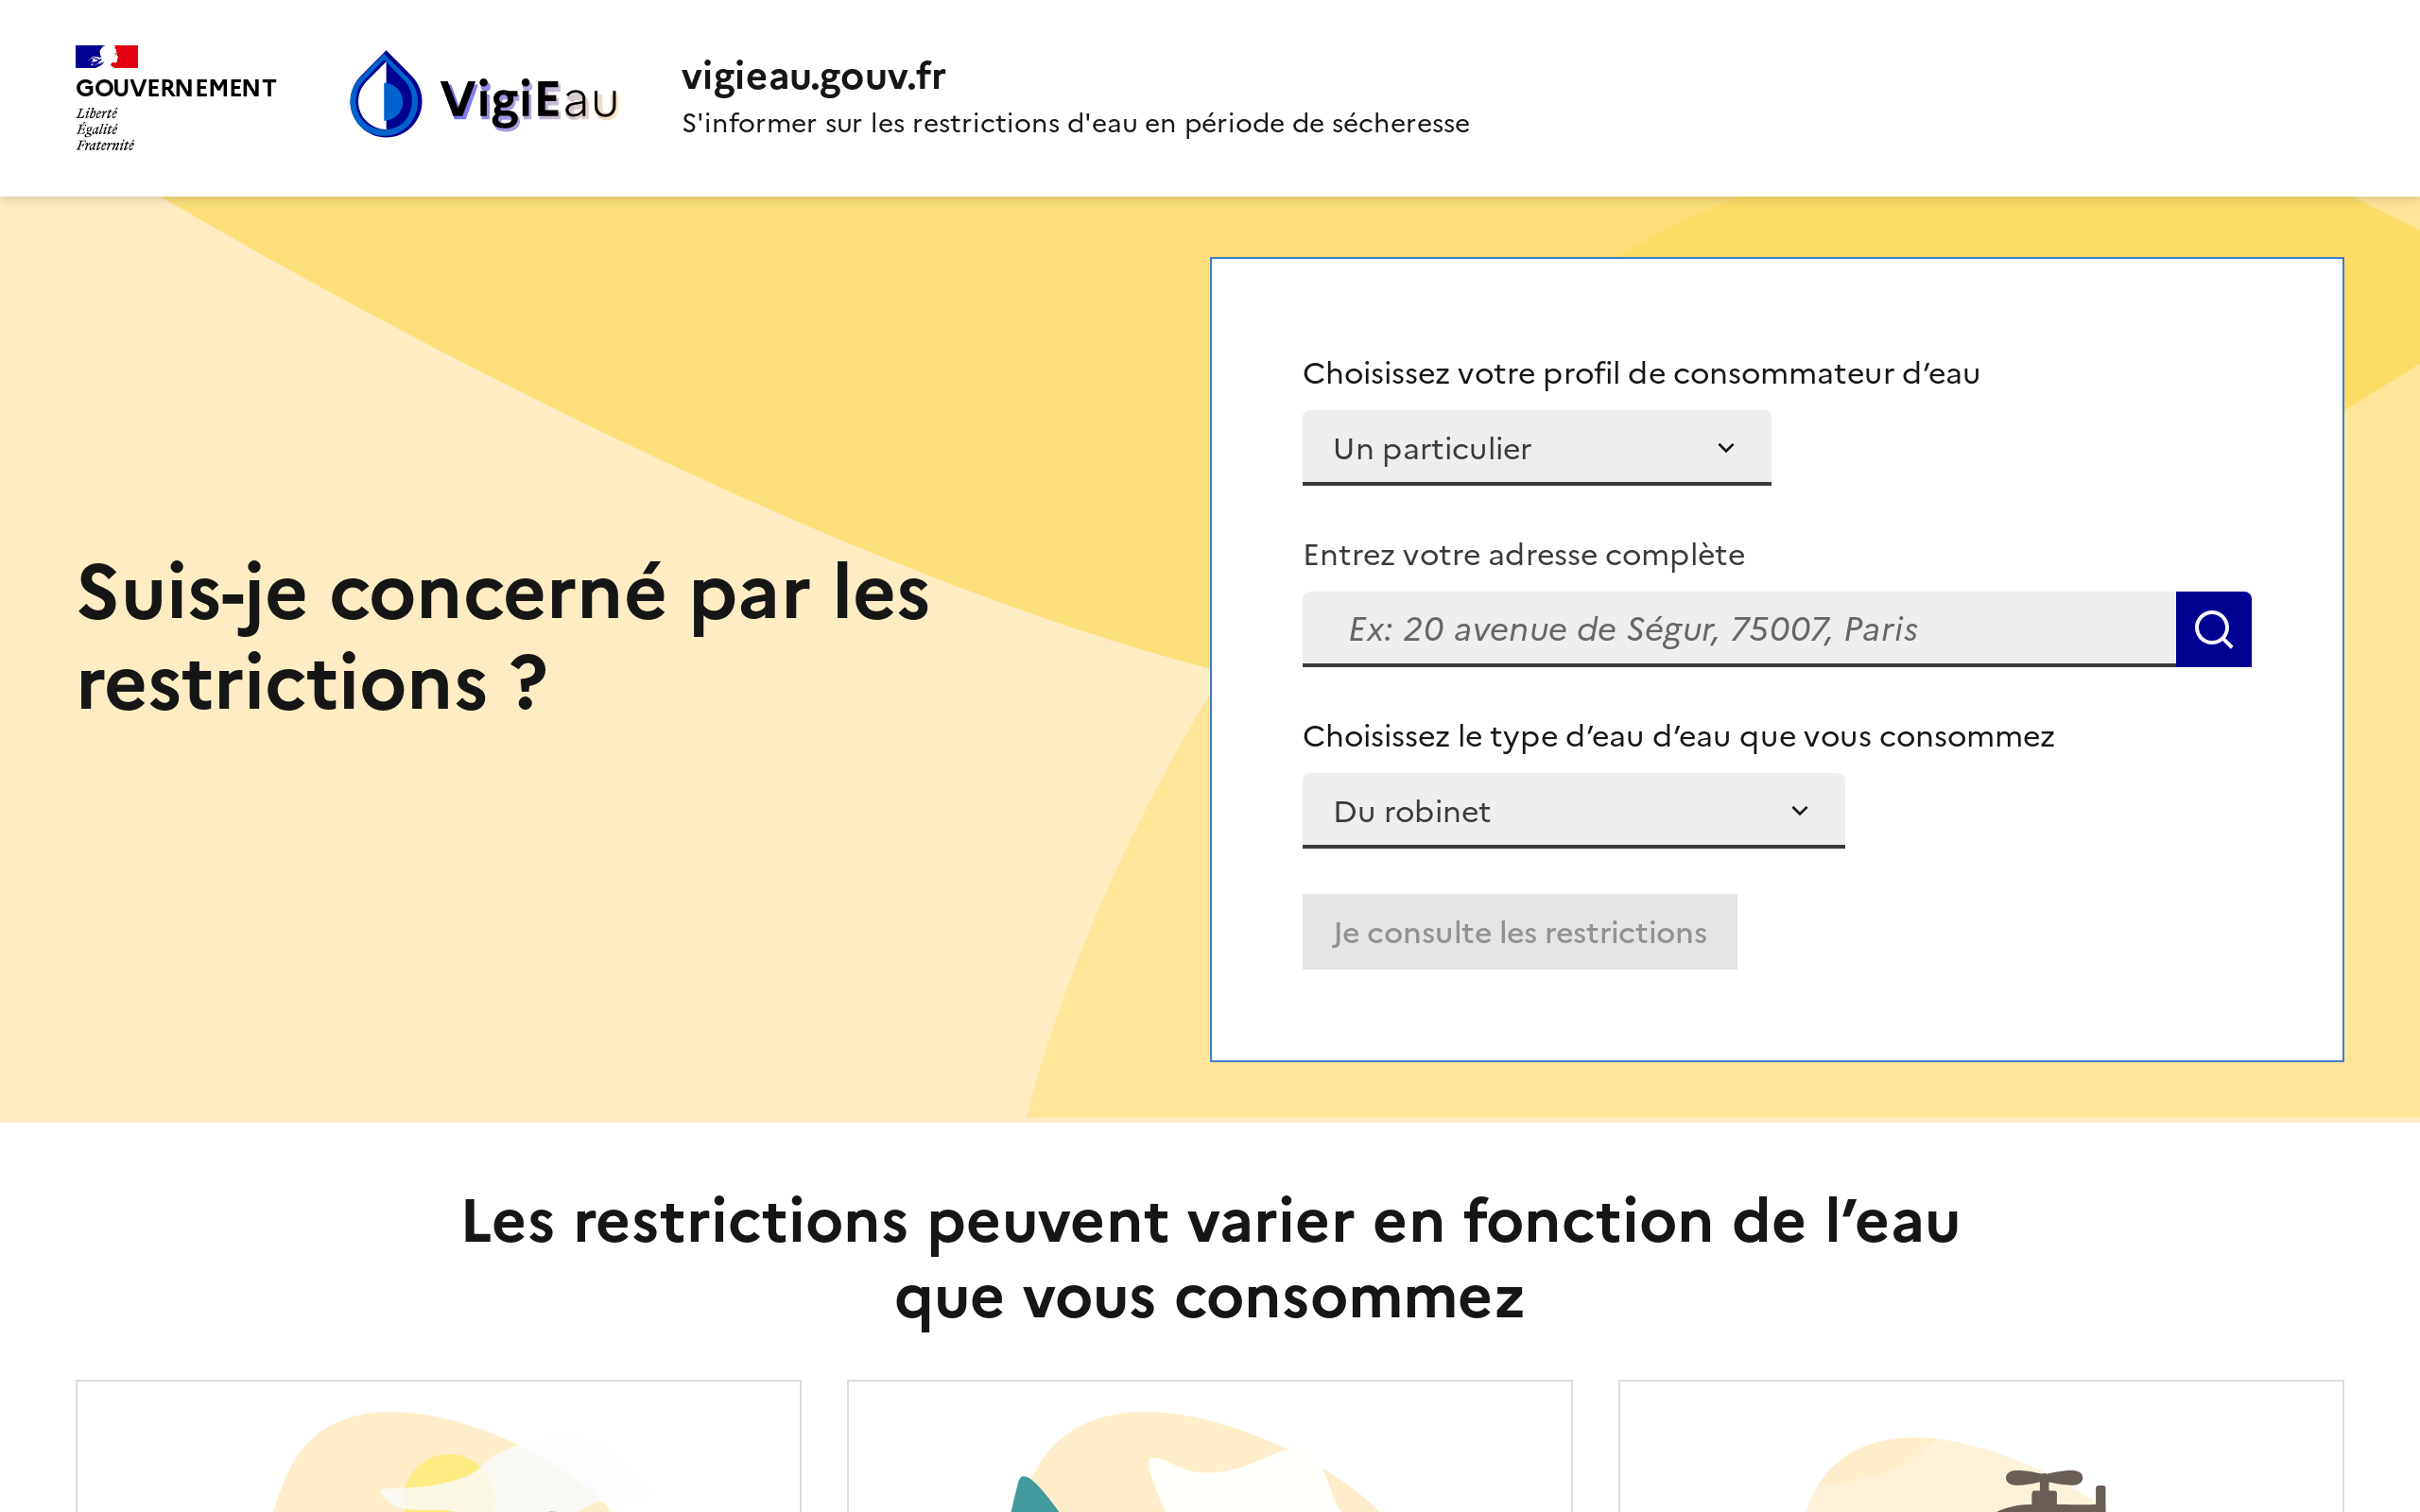 GOUVERNEMENT
Liberté
Égalité
Fraternité
VigiEau
vigieau.gouv.fr
S'informer sur les restrictions d'eau en période de sécheresse
Suis-je concerné par les
restrictions ?
Choisissez votre profil de consommateur d’eau
Un particulier
Entrez votre adresse complète
Ex: 20 avenue de Ségur, 75007, Paris
Choisissez le type d’eau d’eau que vous consommez
Du robinet
Je consulte les restrictions
Les restrictions peuvent varier en fonction de l’eau
que vous consommez